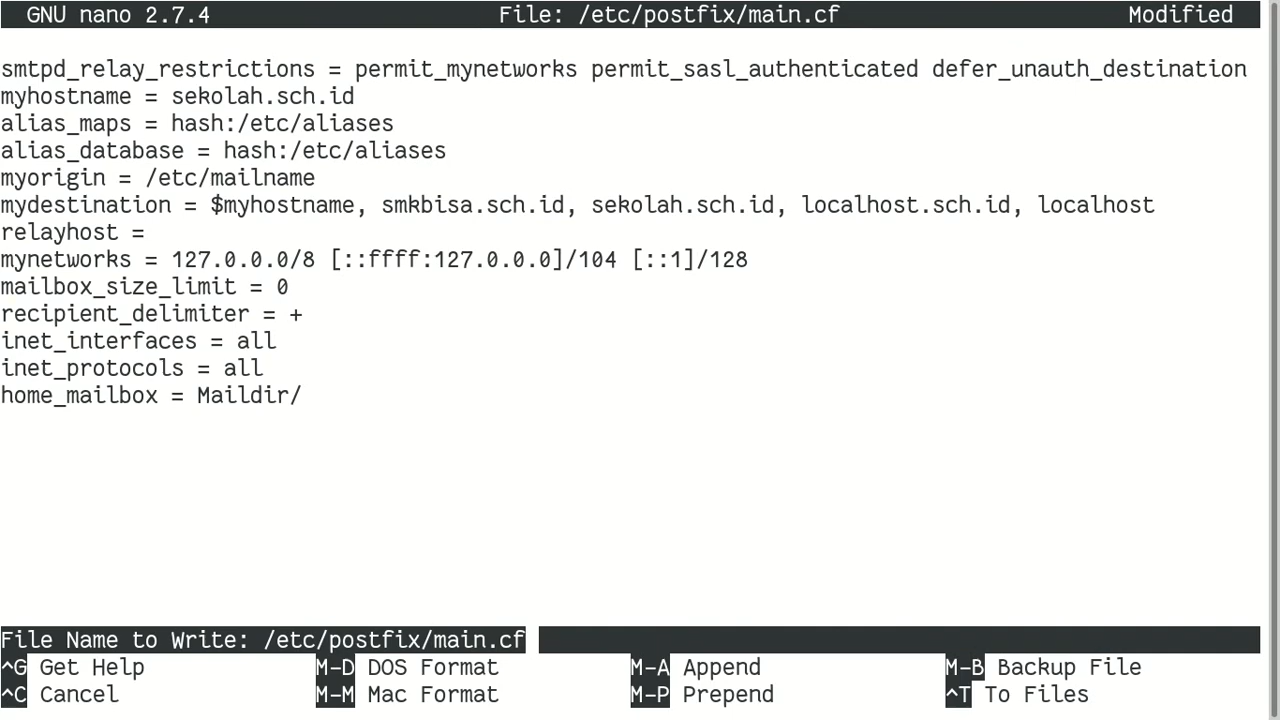 GNU nano 2.7.4 File: /etc/postfix/main.cf Modified
smtpd_relay_restrictions = permit_mynetworks permit_sasl_authenticated defer_unauth_destination
myhostname = sekolah.sch.id
alias_maps = hash:/etc/aliases
alias_database = hash:/etc/aliases
myorigin = /etc/mailname
mydestination = $myhostname, smkbisa.sch.id, sekolah.sch.id, localhost.sch.id, localhost
relayhost =
mynetworks = 127.0.0.0/8 [::ffff:127.0.0.0]/104 [::1]/128
mailbox_size_limit = 0
recipient_delimiter = +
inet_interfaces = all
inet_protocols = all
home_mailbox = Maildir/
File Name to Write: /etc/postfix/main.cf
^G Get Help M-D DOS Format M-A Append M-B Backup File
^C Cancel M-M Mac Format M-P Prepend ^T To Files